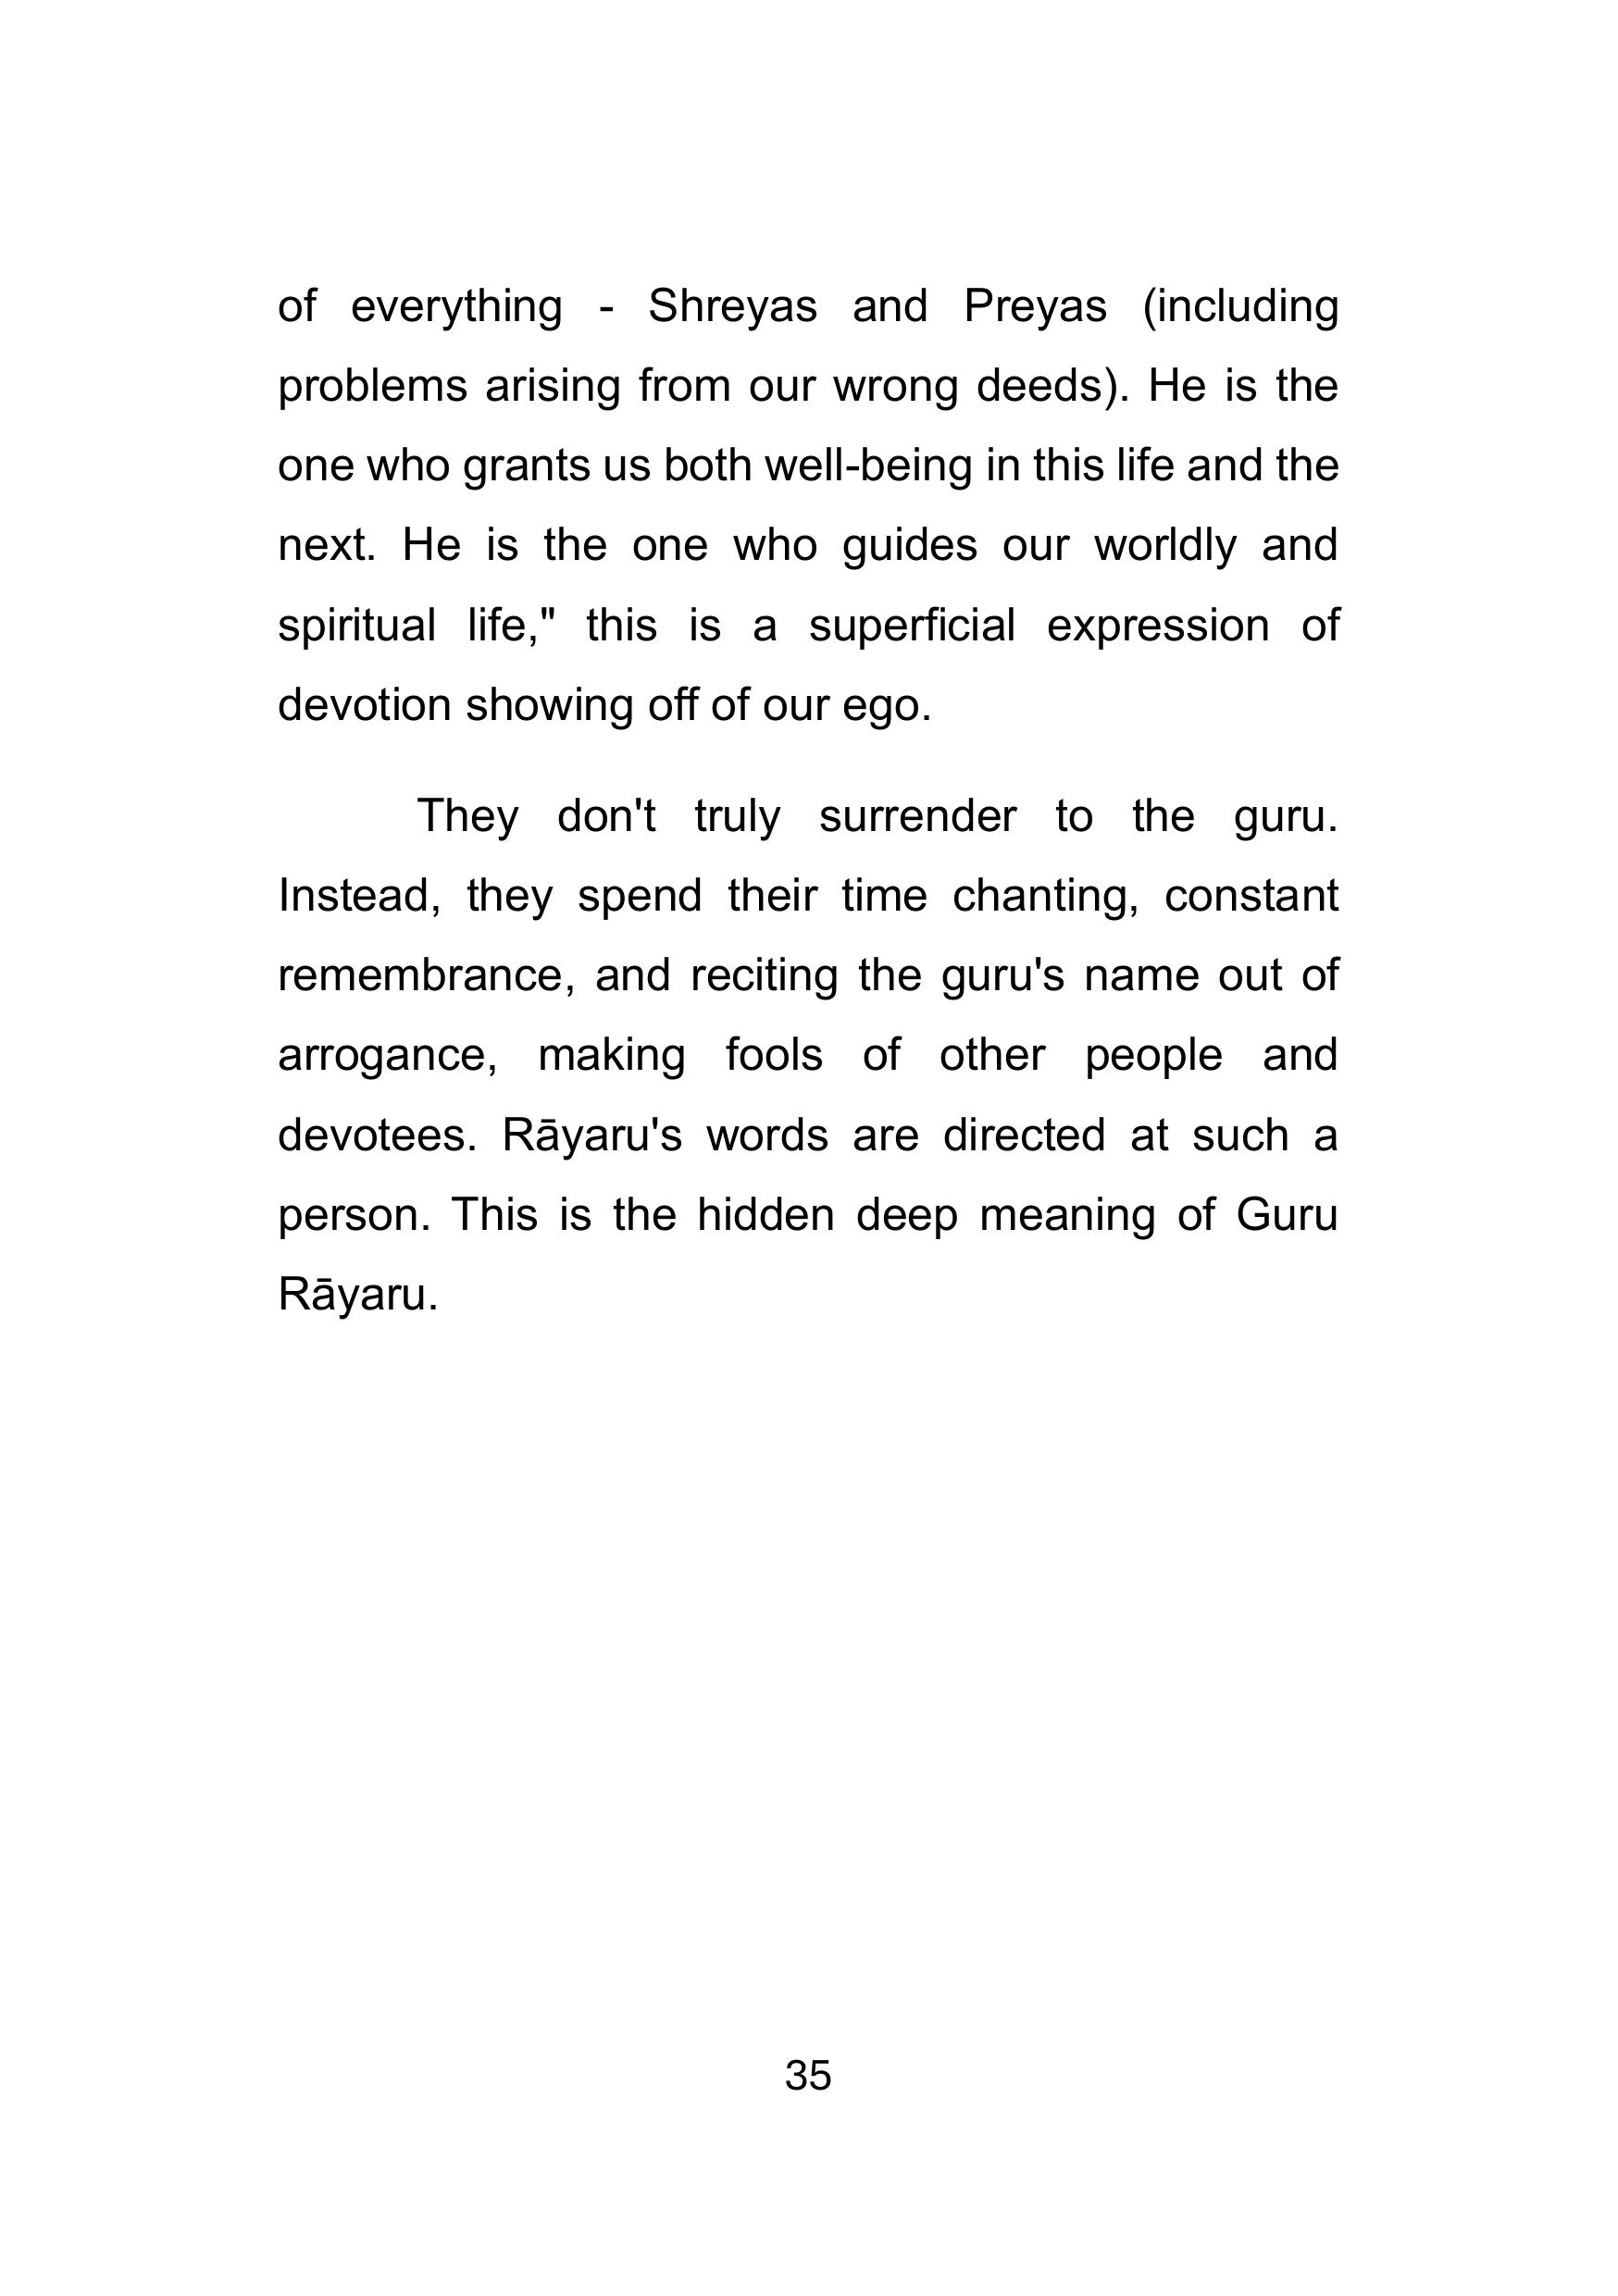 of everything - Shreyas and Preyas (including
problems arising from our wrong deeds). He is the
one who grants us both well-being in this life and the
next. He is the one who guides our worldly and
spiritual life," this is a superficial expression of
devotion showing off of our ego.
They don't truly surrender to the guru.
Instead, they spend their time chanting, constant
remembrance, and reciting the guru's name out of
arrogance, making fools of other people and
devotees. Rāyaru's words are directed at such a
person. This is the hidden deep meaning of Guru
Rāyaru.
35